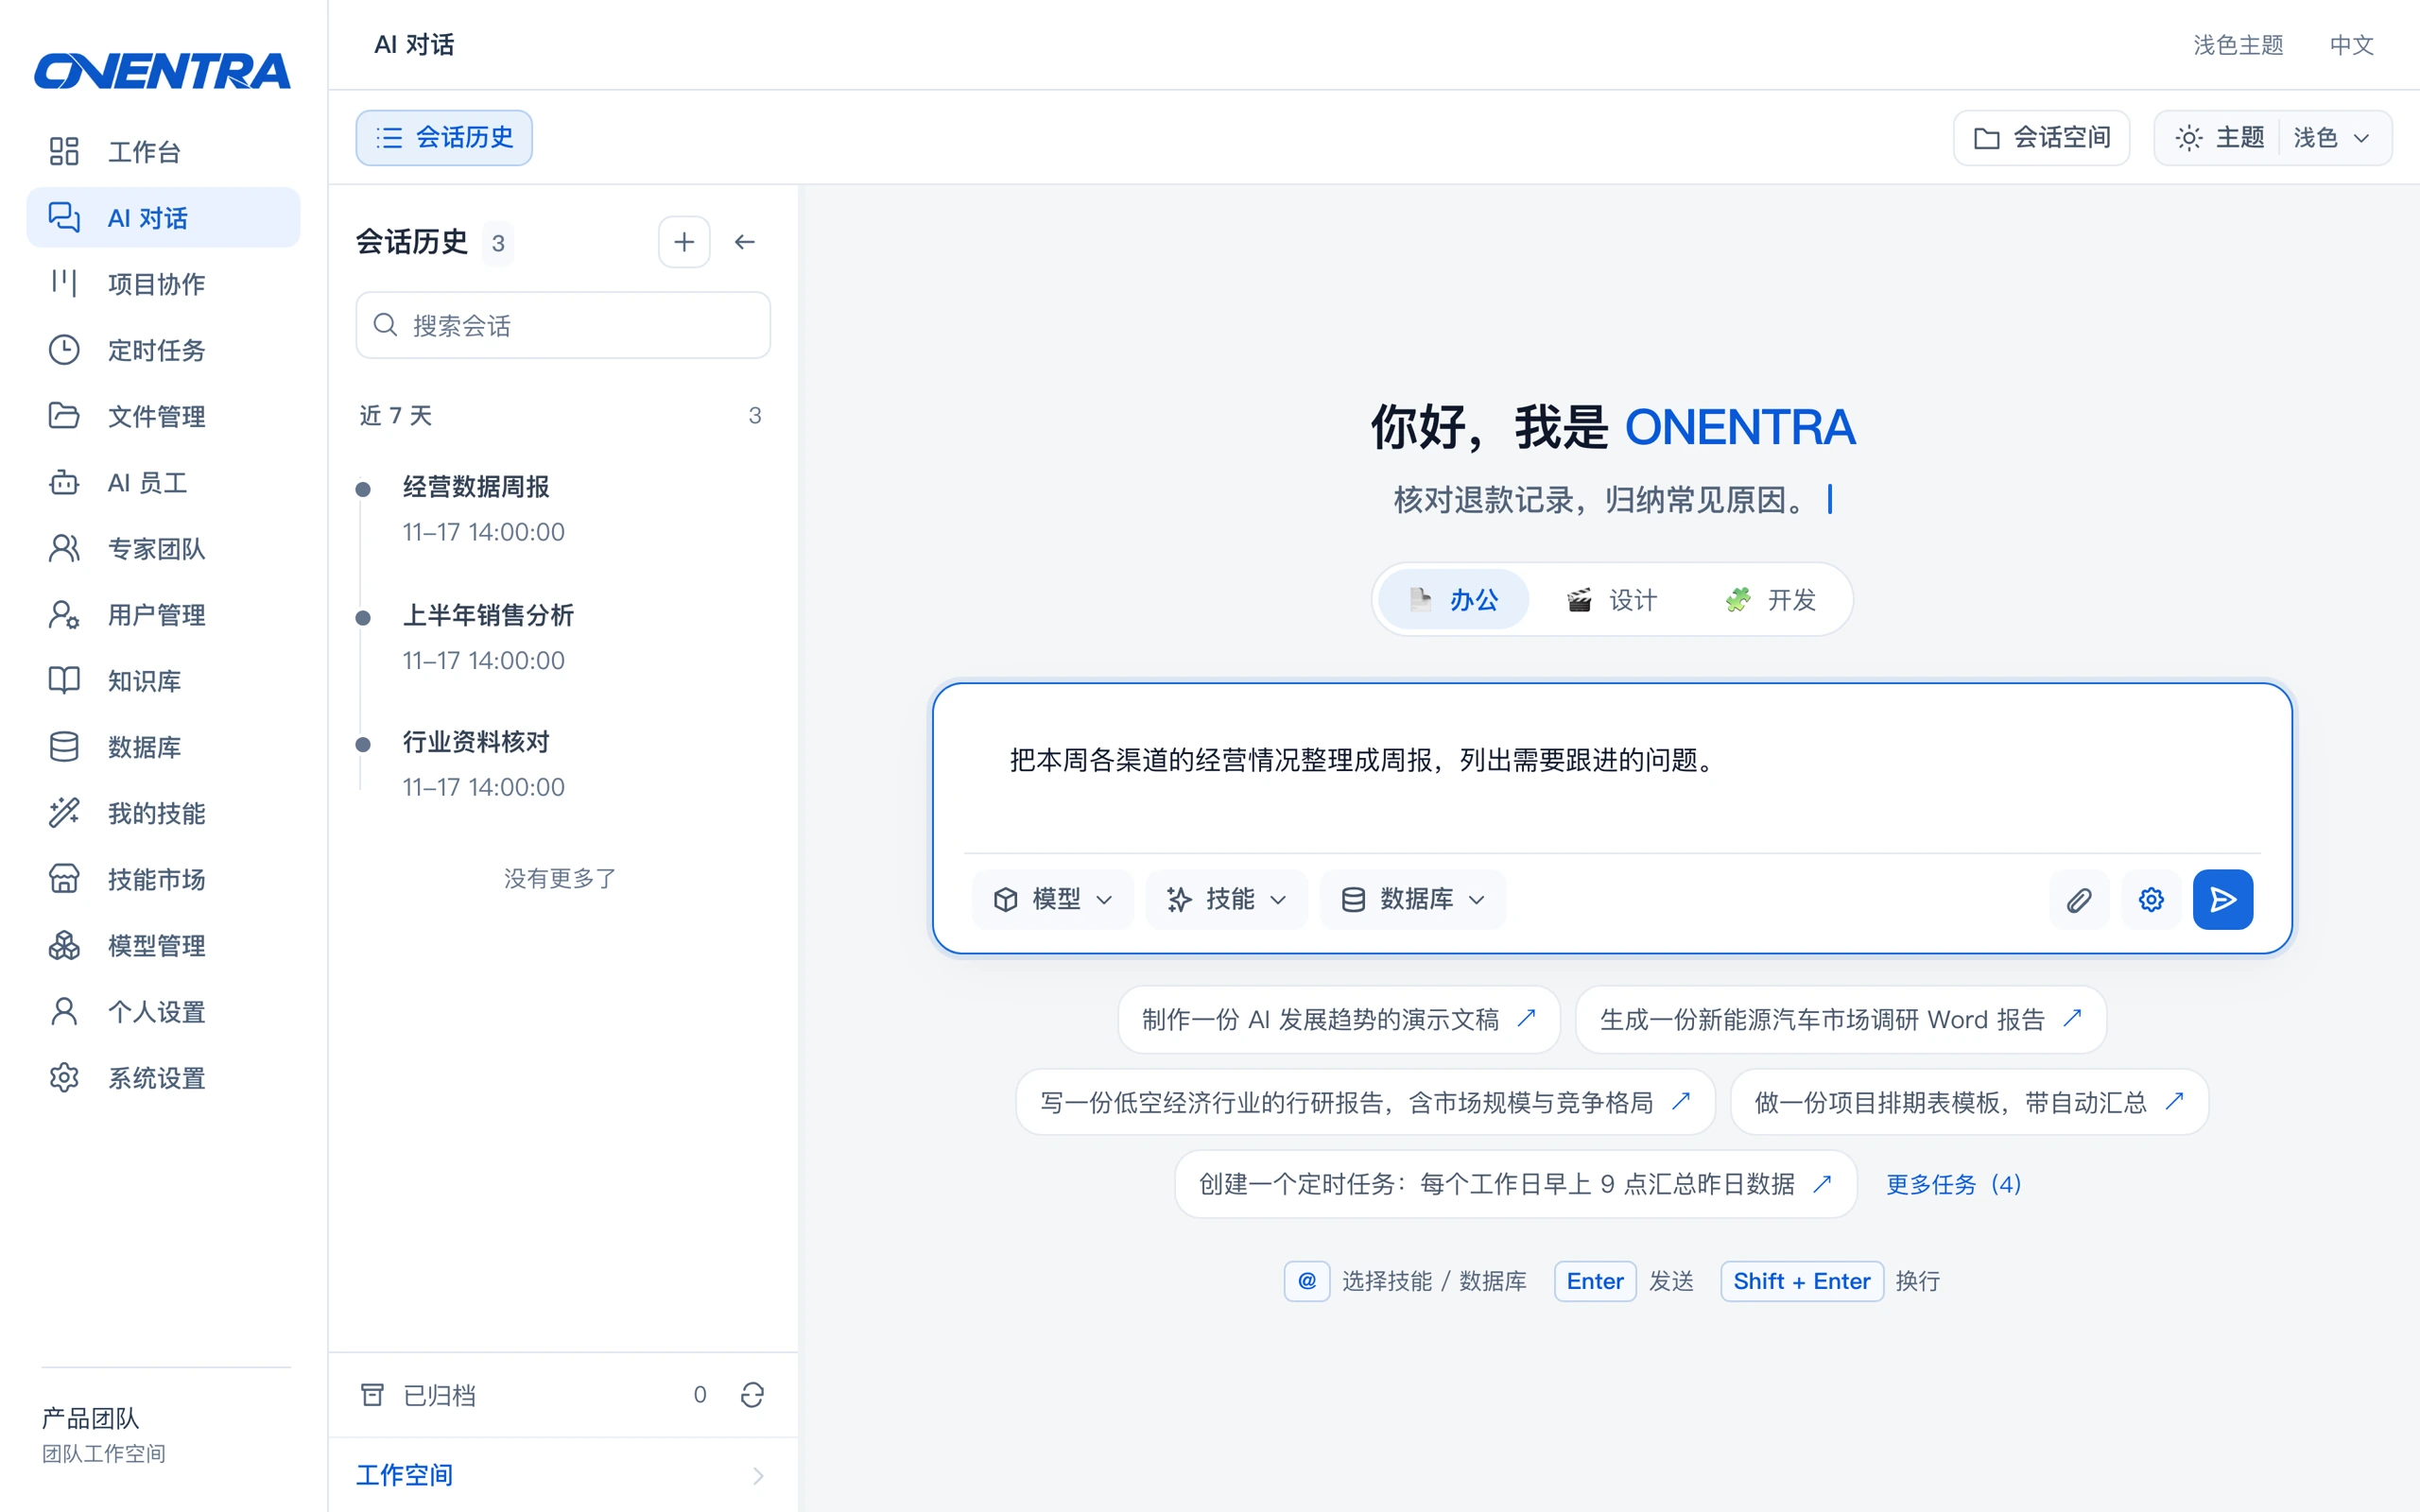 ONENTRA
工作台
AI 对话
项目协作
定时任务
文件管理
AI 员工
专家团队
用户管理
知识库
数据库
我的技能
技能市场
模型管理
个人设置
系统设置
产品团队
团队工作空间
AI 对话
浅色主题
中文
会话历史
会话空间
主题
浅色
会话历史 3
搜索会话
近 7 天 3
经营数据周报
11-17 14:00:00
上半年销售分析
11-17 14:00:00
行业资料核对
11-17 14:00:00
没有更多了
已归档 0
工作空间
你好，我是 ONENTRA
核对退款记录，归纳常见原因。
办公
设计
开发
把本周各渠道的经营情况整理成周报，列出需要跟进的问题。
模型
技能
数据库
制作一份 AI 发展趋势的演示文稿
生成一份新能源汽车市场调研 Word 报告
写一份低空经济行业的行研报告，含市场规模与竞争格局
做一份项目排期表模板，带自动汇总
创建一个定时任务：每个工作日早上 9 点汇总昨日数据
更多任务（4）
@ 选择技能 / 数据库 Enter 发送 Shift + Enter 换行